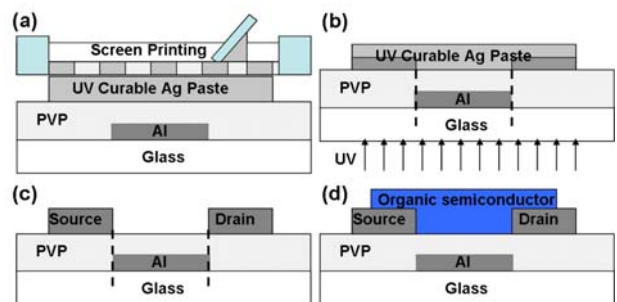 (a)
Screen Printing
UV Curable Ag Paste
PVP
Al
Glass
(b)
UV Curable Ag Paste
PVP
Al
Glass
UV
(c)
Source
Drain
PVP
Al
Glass
(d)
Organic semiconductor
Source
Drain
PVP
Al
Glass